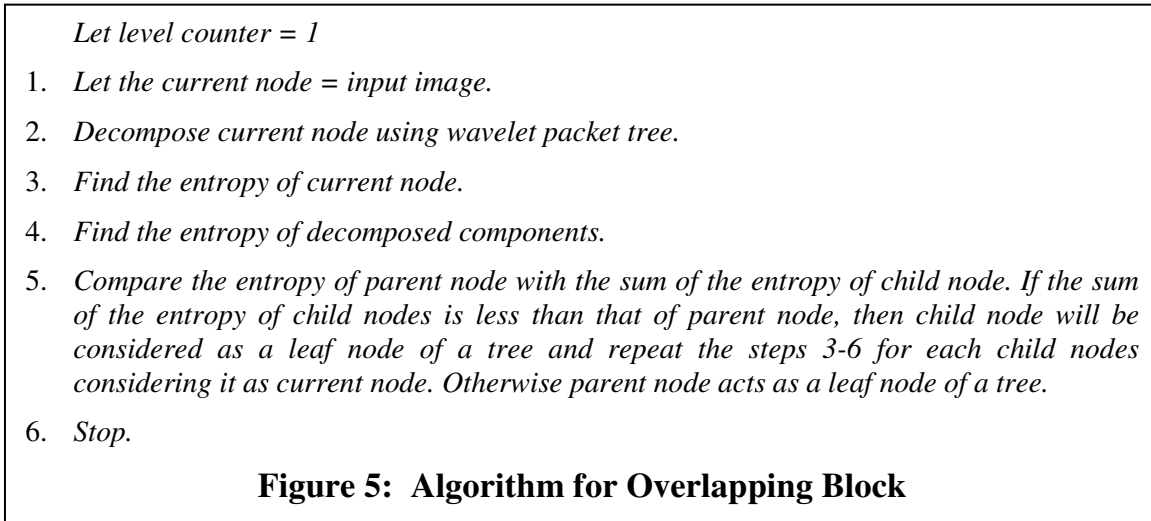 Let level counter = 1
1. Let the current node = input image.
2. Decompose current node using wavelet packet tree.
3. Find the entropy of current node.
4. Find the entropy of decomposed components.
5. Compare the entropy of parent node with the sum of the entropy of child node. If the sum
of the entropy of child nodes is less than that of parent node, then child node will be
considered as a leaf node of a tree and repeat the steps 3-6 for each child nodes
considering it as current node. Otherwise parent node acts as a leaf node of a tree.
6. Stop.
Figure 5: Algorithm for Overlapping Block